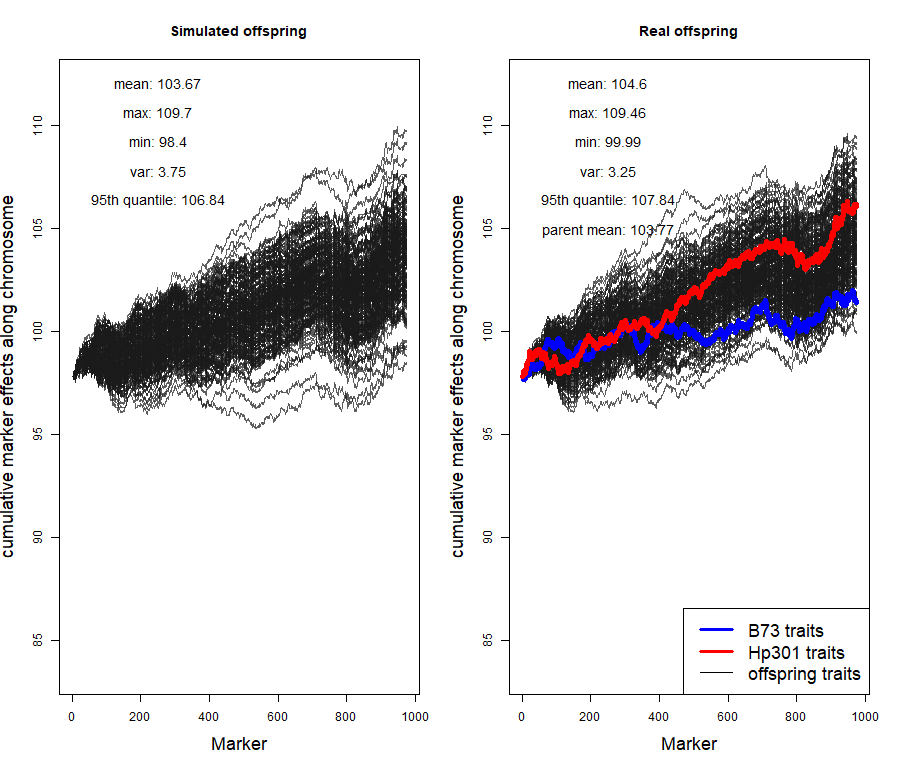 Simulated offspring
mean: 103.67
max: 109.7
min: 98.4
var: 3.75
95th quantile: 106.84
cumulative marker effects along chromosome
110
105
100
95
90
85
0 200 400 600 800 1000
Marker
Real offspring
mean: 104.6
max: 109.46
min: 99.99
var: 3.25
95th quantile: 107.84
parent mean: 103.77
cumulative marker effects along chromosome
110
105
100
95
90
85
B73 traits
Hp301 traits
offspring traits
0 200 400 600 800 1000
Marker